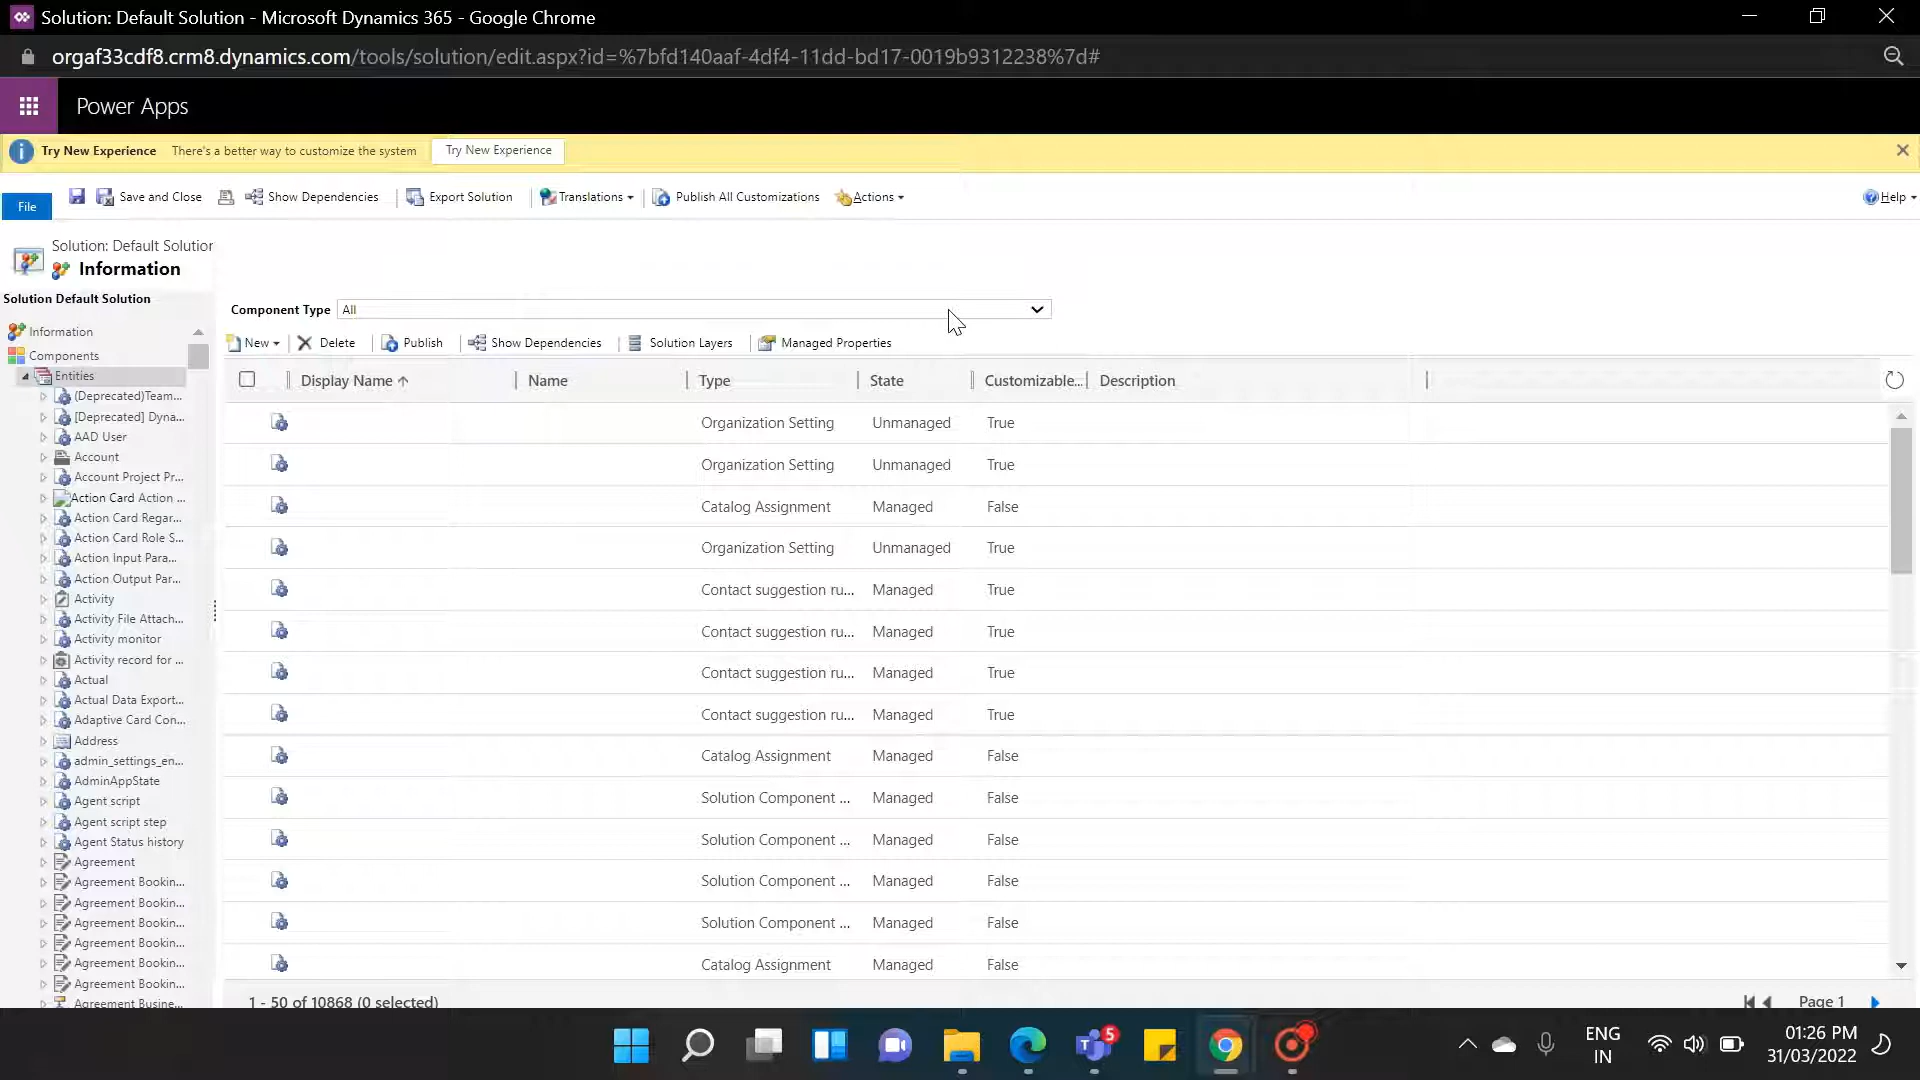 Solution: Default Solution - Microsoft Dynamics 365 - Google Chrome
orgaf33cdf8.crm8.dynamics.com/tools/solution/edit.aspx?id=%7bfd140aaf-4df4-11dd-bd17-0019b9312238%7d#
Power Apps
Try New Experience There's a better way to customize the system Try New Experience
File Save and Close Show Dependencies Export Solution Translations Publish All Customizations Actions Help
Solution: Default Solution
Information
Solution Default Solution
Information
Components
Entities
(Deprecated)Team...
[Deprecated] Dyna...
AAD User
Account
Account Project Pr...
Action Card Action ...
Action Card Regar...
Action Card Role S...
Action Input Para...
Action Output Par...
Activity
Activity File Attach...
Activity monitor
Activity record for ...
Actual
Actual Data Export...
Adaptive Card Con...
Address
admin_settings_en...
AdminAppState
Agent script
Agent script step
Agent Status history
Agreement
Agreement Bookin...
Agreement Bookin...
Agreement Bookin...
Agreement Bookin...
Agreement Bookin...
Agreement Bookin...
Agreement Busine...
Component Type All
New Delete Publish Show Dependencies Solution Layers Managed Properties
Display Name Name Type State Customizable... Description
Organization Setting Unmanaged True
Organization Setting Unmanaged True
Catalog Assignment Managed False
Organization Setting Unmanaged True
Contact suggestion ru... Managed True
Contact suggestion ru... Managed True
Contact suggestion ru... Managed True
Contact suggestion ru... Managed True
Catalog Assignment Managed False
Solution Component ... Managed False
Solution Component ... Managed False
Solution Component ... Managed False
Solution Component ... Managed False
Catalog Assignment Managed False
1 - 50 of 10868 (0 selected) Page 1
5
ENG
IN
01:26 PM
31/03/2022